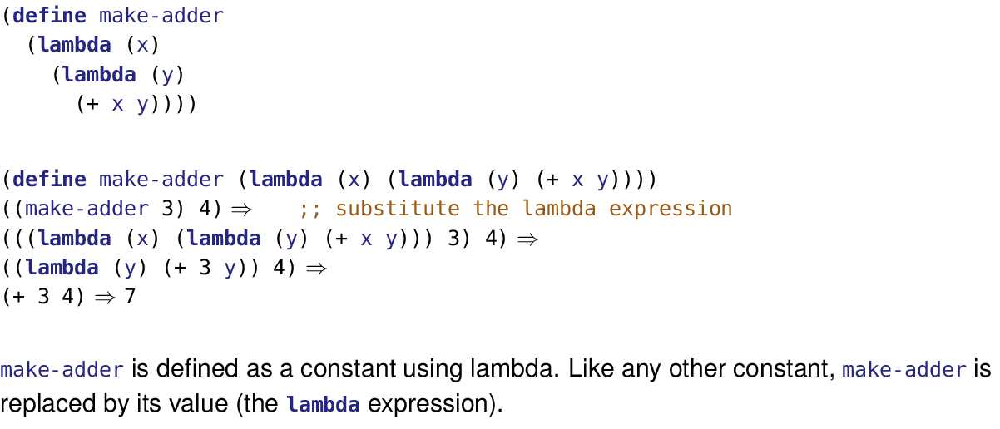 (define make-adder
  (lambda (x)
    (lambda (y)
      (+ x y))))
(define make-adder (lambda (x) (lambda (y) (+ x y))))
((make-adder 3) 4) ⇒    ;; substitute the lambda expression
(((lambda (x) (lambda (y) (+ x y))) 3) 4) ⇒
((lambda (y) (+ 3 y)) 4) ⇒
(+ 3 4) ⇒ 7
make-adder is defined as a constant using lambda. Like any other constant, make-adder is
replaced by its value (the lambda expression).